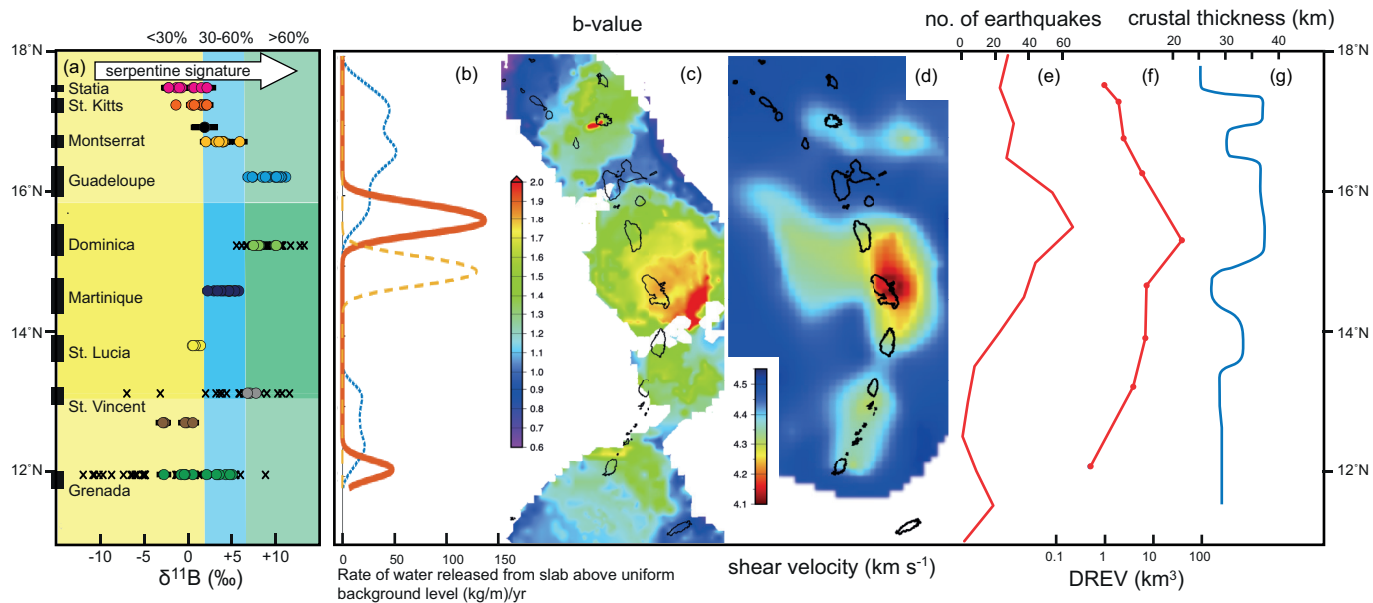 b-value
no. of earthquakes
crustal thickness (km)
<30% 30-60% >60%
0 20 40 60
20 25 30 40
18°N
(a)
serpentine signature
(b)
(c)
(d)
(e)
(f)
(g)
18°N
Statia
St. Kitts
Montserrat
16°N
Guadeloupe
16°N
Dominica
Martinique
14°N
St. Lucia
14°N
St. Vincent
12°N
Grenada
12°N
2.0
1.9
1.8
1.7
1.6
1.5
1.4
1.3
1.2
1.1
1.0
0.9
0.8
0.7
0.6
4.5
4.4
4.3
4.2
4.1
-10 -5 0 +5 +10
δ¹¹B (‰)
0 50 100 150
Rate of water released from slab above uniform
background level (kg/m)/yr
shear velocity (km s⁻¹)
0.1 1 10 100
DREV (km³)